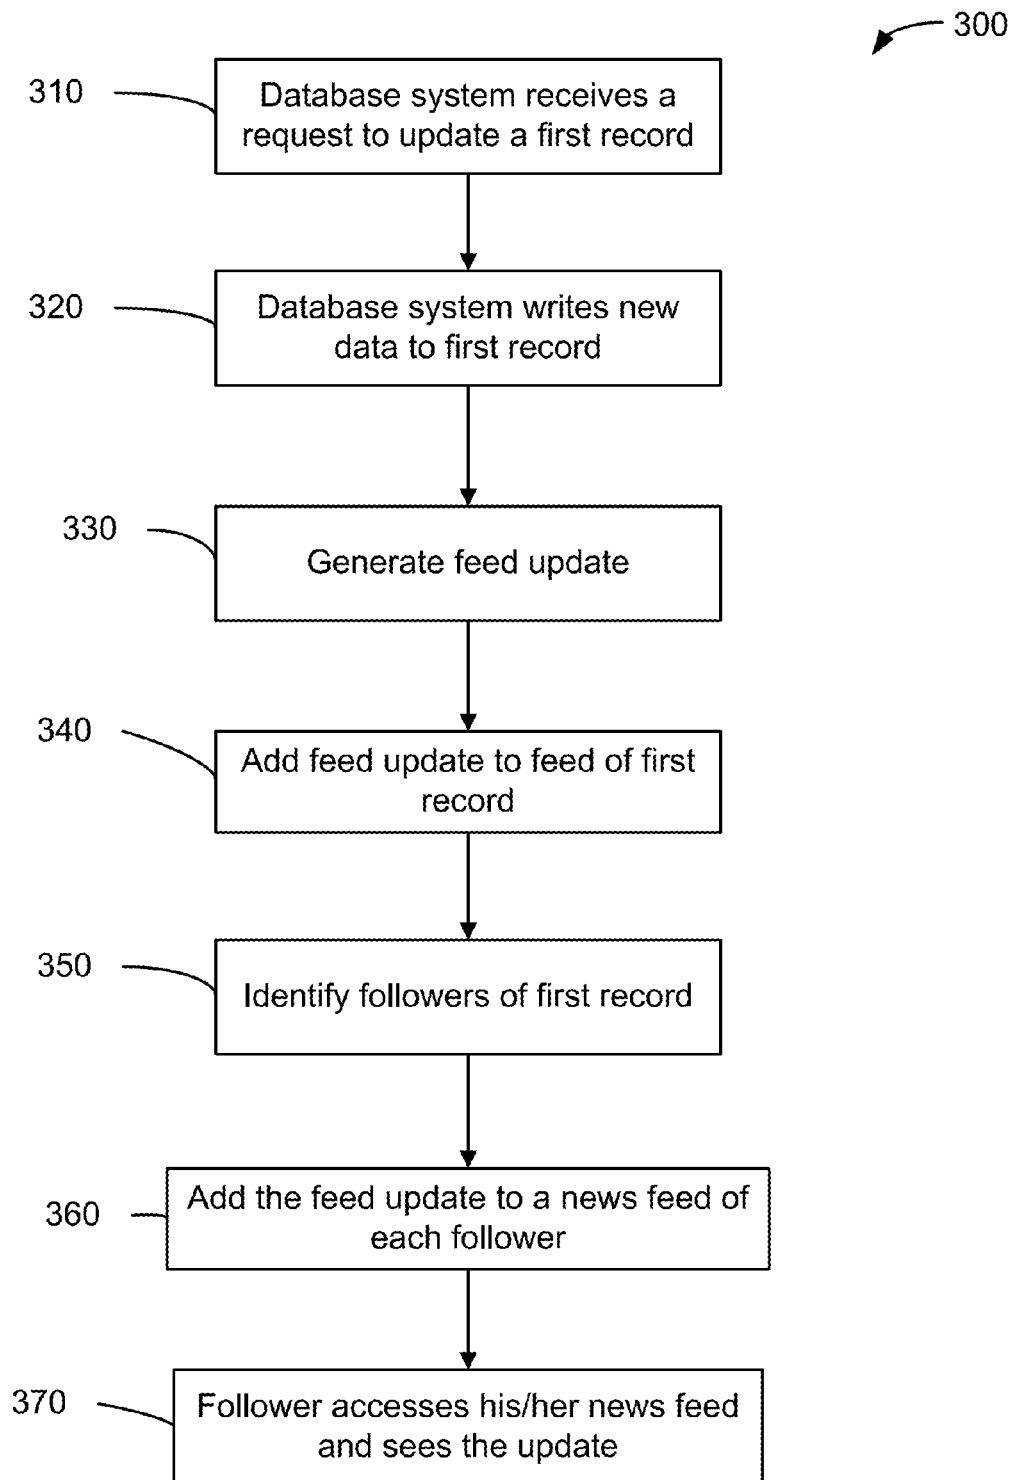 300
310
Database system receives a
request to update a first record
320
Database system writes new
data to first record
330
Generate feed update
340
Add feed update to feed of first
record
350
Identify followers of first record
360
Add the feed update to a news feed of
each follower
370
Follower accesses his/her news feed
and sees the update